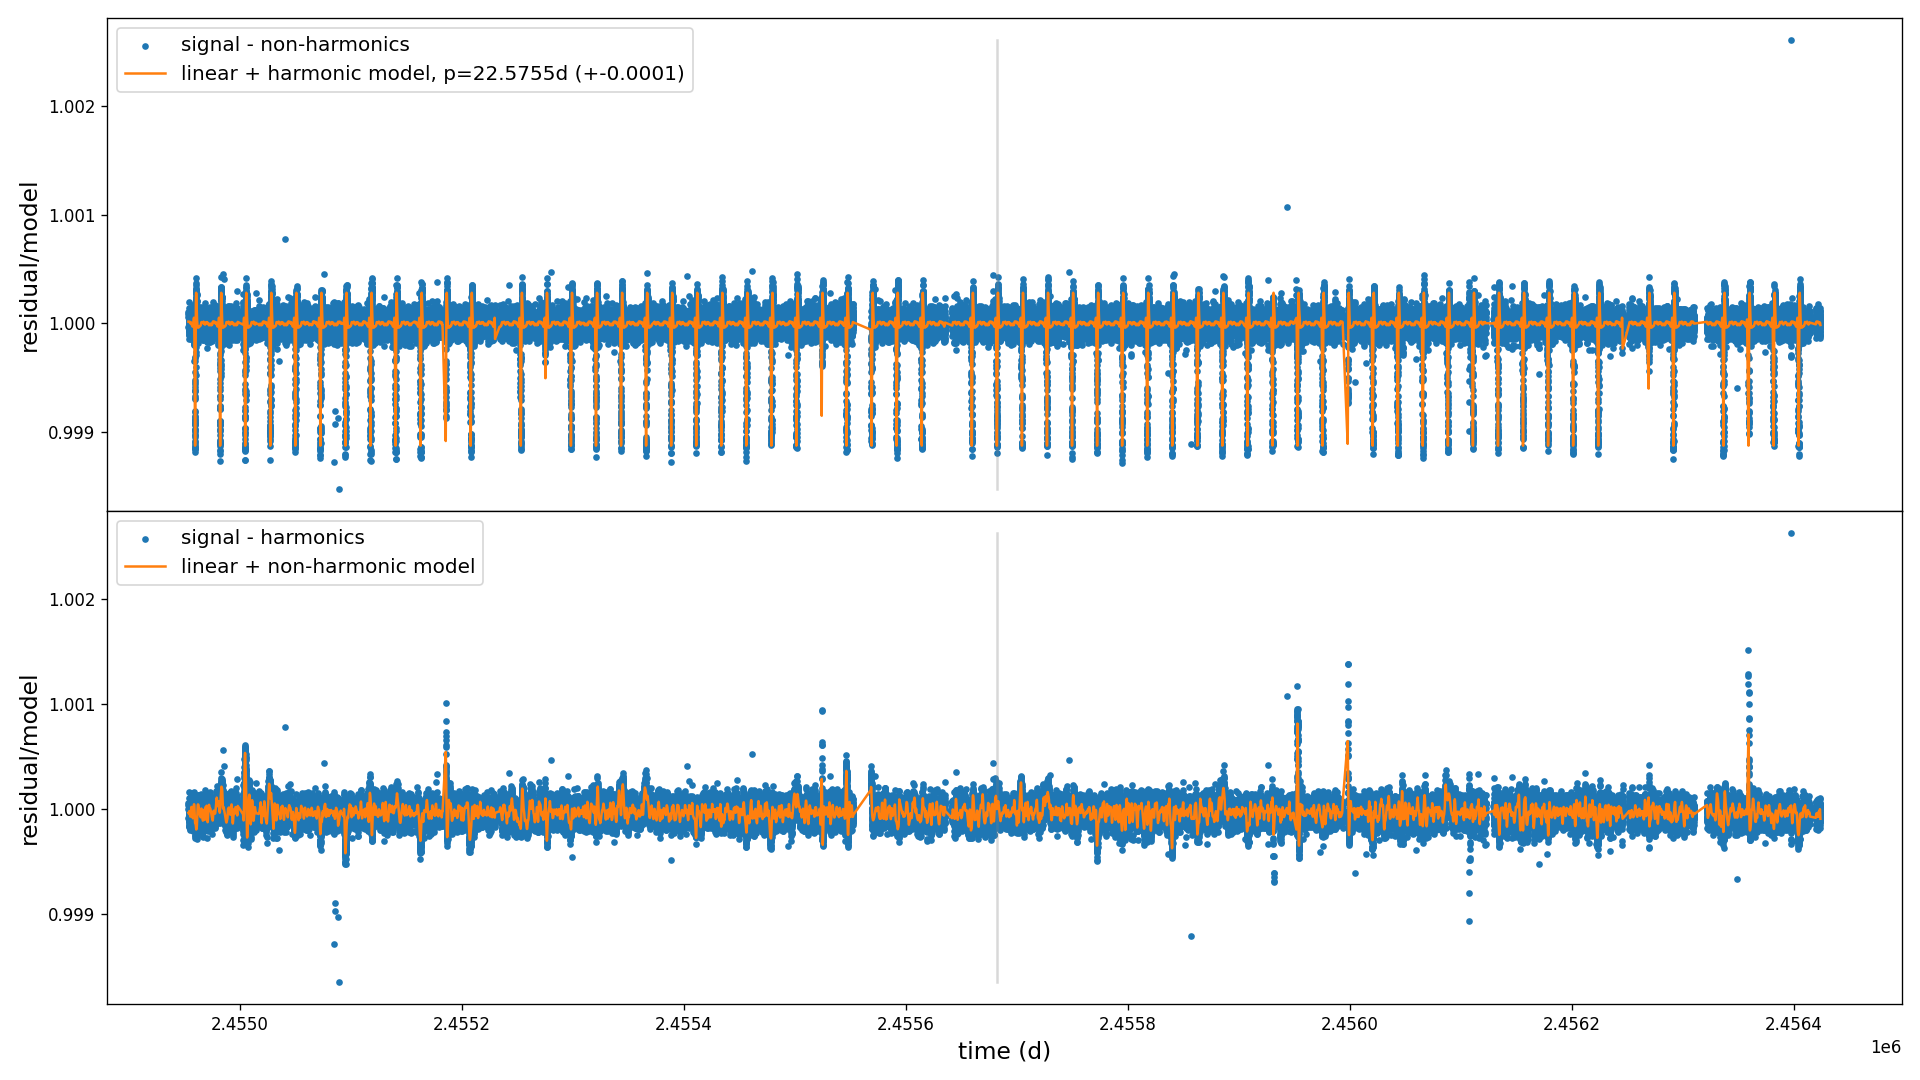 signal - non-harmonics
linear + harmonic model, p=22.5755d (+-0.0001)
1.002
1.001
1.000
0.999
residual/model
signal - harmonics
linear + non-harmonic model
1.002
1.001
1.000
0.999
residual/model
2.4550
2.4552
2.4554
2.4556
2.4558
2.4560
2.4562
2.4564
1e6
time (d)